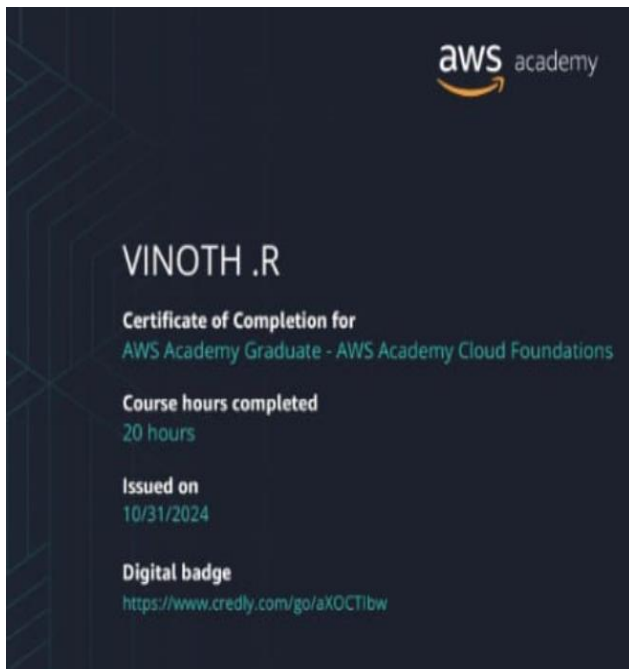 aws academy
VINOTH .R
Certificate of Completion for
AWS Academy Graduate - AWS Academy Cloud Foundations
Course hours completed
20 hours
Issued on
10/31/2024
Digital badge
https://www.credly.com/go/aXOCTlbw